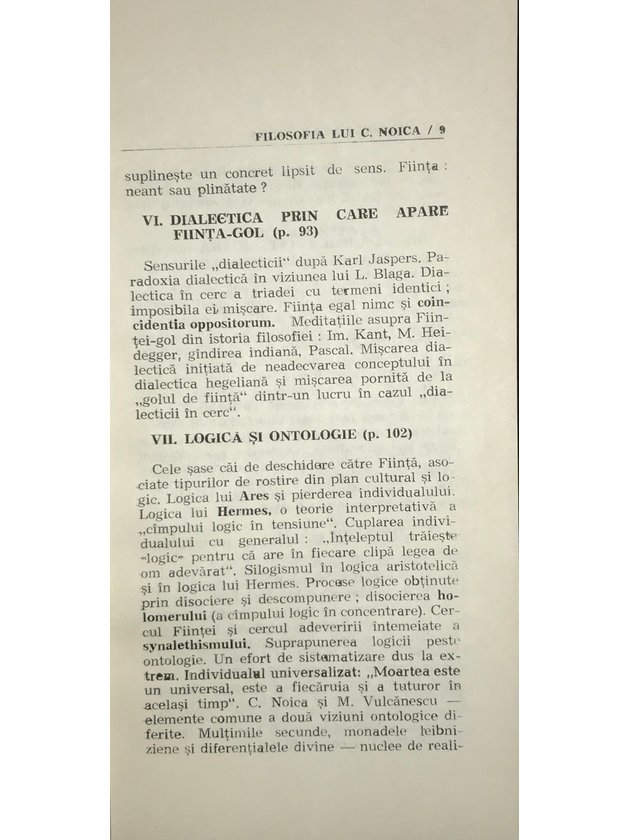 FILOSOFIA LUI C. NOICA / 9
suplinește un concret lipsit de sens. Ființa :
neant sau plinătate ?
VI. DIALECTICA PRIN CARE APARE
FIINȚA-GOL (p. 93)
Sensurile „dialecticii“ după Karl Jaspers. Pa-
radoxia dialectică în viziunea lui L. Blaga. Dia-
lectica în cerc a triadei cu termeni identici ;
imposibila ei mișcare. Ființa egal nimc și coin-
cidentia oppositorum. Meditațiile asupra Fiin-
ței-gol din istoria filosofiei : Im. Kant, M. Hei-
degger, gîndirea indiană, Pascal. Mișcarea dia-
lectică inițiată de neadecvarea conceptului în
dialectica hegeliană și mișcarea pornită de la
„golul de ființă“ dintr-un lucru în cazul „dia-
lecticii în cerc“.
VII. LOGICĂ ȘI ONTOLOGIE (p. 102)
Cele șase căi de deschidere către Ființă, aso-
ciate tipurilor de rostire din plan cultural și lo-
gic. Logica lui Ares și pierderea individualului.
Logica lui Hermes, o teorie interpretativă a
„cîmpului logic în tensiune“. Cuplarea indivi-
dualului cu generalul : „Înțeleptul trăiește
«logic» pentru că are în fiecare clipă legea de
om adevărat“. Silogismul în logica aristotelică
și în logica lui Hermes. Procese logice obținute
prin disociere și descompunere ; disocierea ho-
lomerului (a cîmpului logic în concentrare). Cer-
cul Ființei și cercul adeveririi întemeiate a
synalethismului. Suprapunerea logicii peste
ontologie. Un efort de sistematizare dus la ex-
trem. Individualul universalizat: „Moartea este
un universal, este a fiecăruia și a tuturor în
același timp“. C. Noica și M. Vulcănescu —
elemente comune a două viziuni ontologice di-
ferite. Mulțimile secunde, monadele leibni-
ziene și diferențialele divine — nuclee de reali-